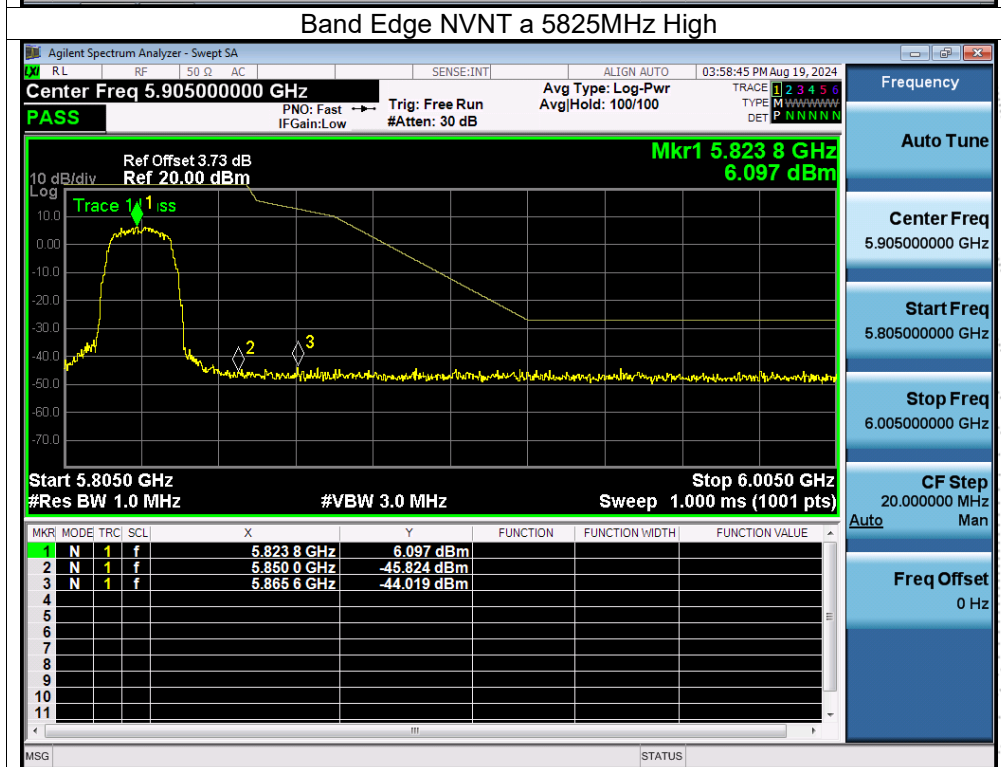 Band Edge NVNT a 5825MHz High
Agilent Spectrum Analyzer - Swept SA
LXI RL RF 50 Ω AC SENSE:INT ALIGN AUTO 03:58:45 PM Aug 19, 2024
Center Freq 5.905000000 GHz
PASS
PNO: Fast
IFGain:Low
Trig: Free Run
#Atten: 30 dB
Avg Type: Log-Pwr
Avg|Hold: 100/100
TRACE 1 2 3 4 5 6
TYPE M WWWWW
DET P N N N N N
Mkr1 5.823 8 GHz
6.097 dBm
Ref Offset 3.73 dB
10 dB/div Ref 20.00 dBm
Log
Trace 1
1
10.0
0.00
-10.0
-20.0
-30.0
-40.0
-50.0
-60.0
-70.0
2
3
Start 5.8050 GHz Stop 6.0050 GHz
#Res BW 1.0 MHz #VBW 3.0 MHz Sweep 1.000 ms (1001 pts)
MKR MODE TRC SCL X Y FUNCTION FUNCTION WIDTH FUNCTION VALUE
1 N 1 f 5.823 8 GHz 6.097 dBm
2 N 1 f 5.850 0 GHz -45.824 dBm
3 N 1 f 5.865 6 GHz -44.019 dBm
4
5
6
7
8
9
10
11
MSG STATUS
Frequency
Auto Tune
Center Freq
5.905000000 GHz
Start Freq
5.805000000 GHz
Stop Freq
6.005000000 GHz
CF Step
20.000000 MHz
Auto Man
Freq Offset
0 Hz